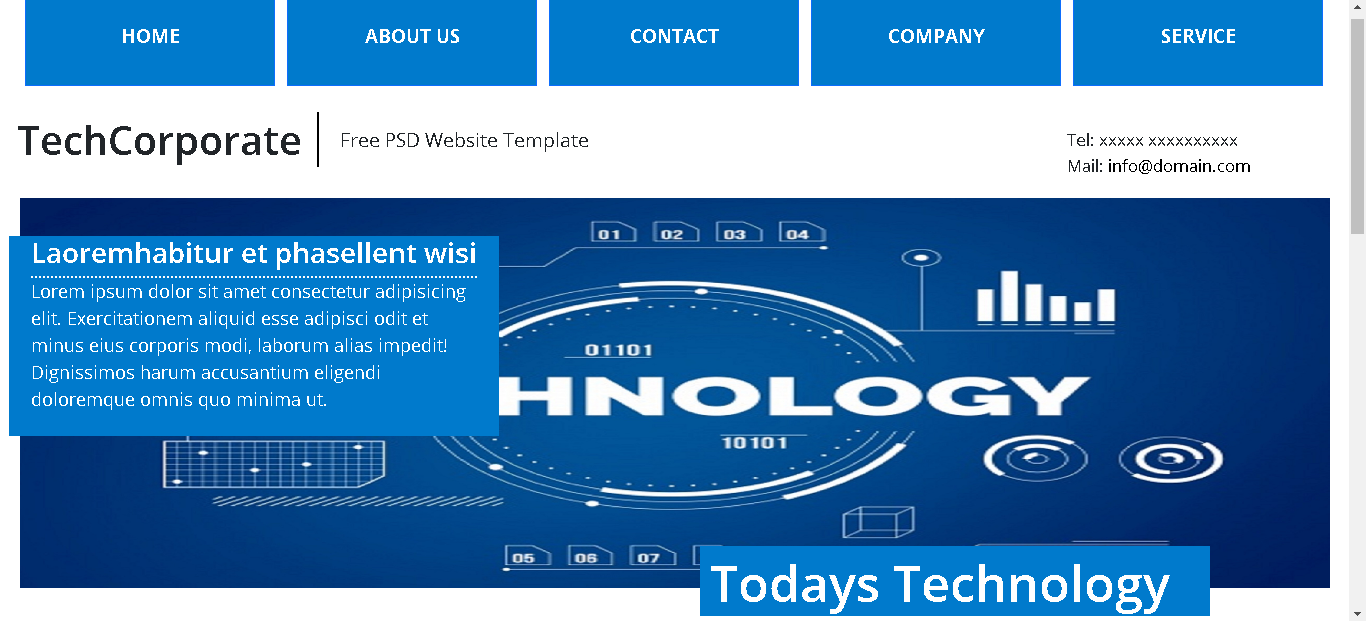 HOME ABOUT US CONTACT COMPANY SERVICE
TechCorporate
Free PSD Website Template
Tel: xxxxx xxxxxxxxxx
Mail: info@domain.com
01 02 03 04
Laoremhabitur et phasellent wisi
Lorem ipsum dolor sit amet consectetur adipisicing
elit. Exercitationem aliquid esse adipisci odit et
minus eius corporis modi, laborum alias impedit!
Dignissimos harum accusantium eligendi
doloremque omnis quo minima ut.
01101
HNOLOGY
10101
05 06 07
Todays Technology